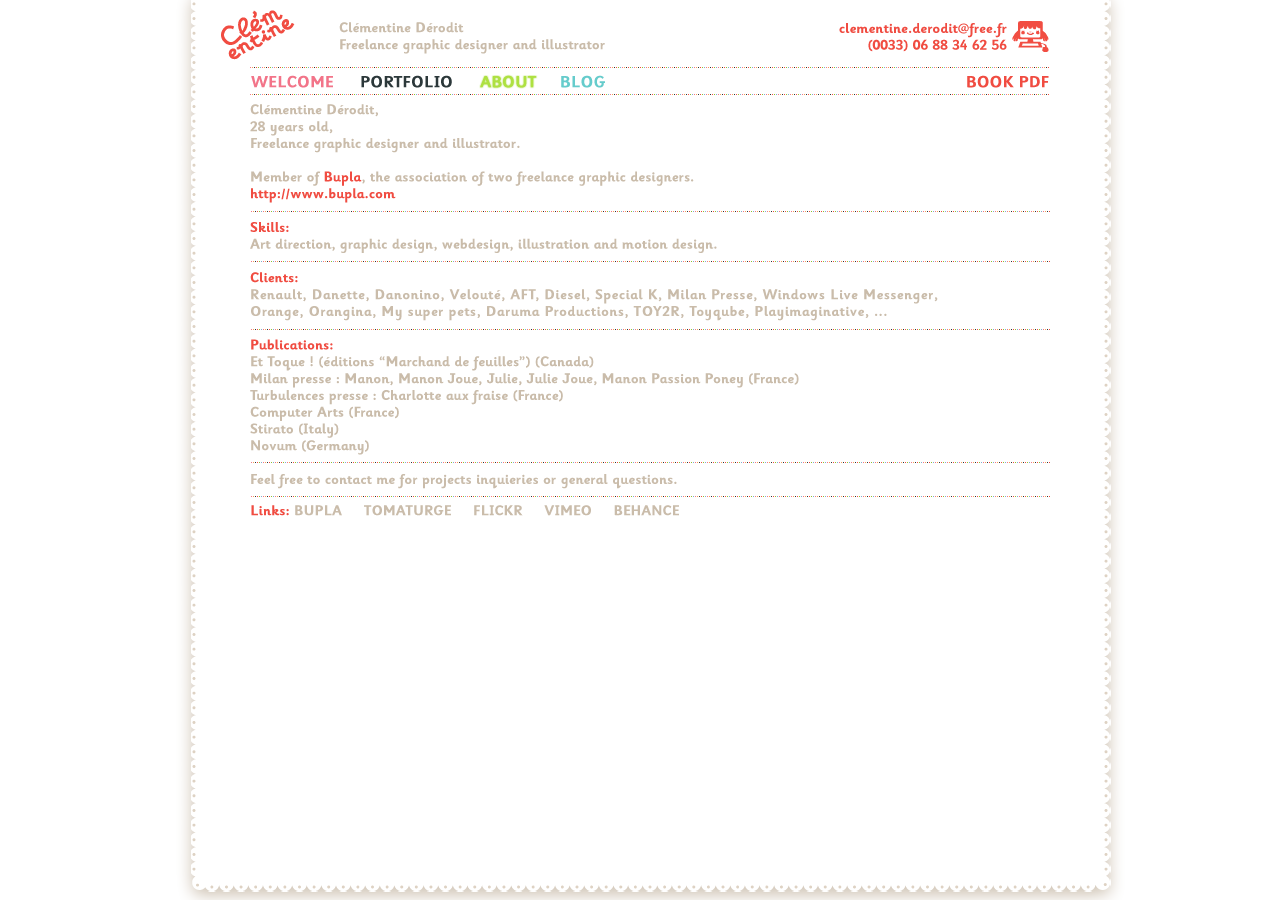 Clém
entine
Clémentine Dérodit
Freelance graphic designer and illustrator
clementine.derodit@free.fr
(0033) 06 88 34 62 56
WELCOME PORTFOLIO ABOUT BLOG BOOK PDF
Clémentine Dérodit,
28 years old,
Freelance graphic designer and illustrator.
Member of Bupla, the association of two freelance graphic designers.
http://www.bupla.com
Skills:
Art direction, graphic design, webdesign, illustration and motion design.
Clients:
Renault, Danette, Danonino, Velouté, AFT, Diesel, Special K, Milan Presse, Windows Live Messenger,
Orange, Orangina, My super pets, Daruma Productions, TOY2R, Toyqube, Playimaginative, ...
Publications:
Et Toque ! (éditions “Marchand de feuilles”) (Canada)
Milan presse : Manon, Manon Joue, Julie, Julie Joue, Manon Passion Poney (France)
Turbulences presse : Charlotte aux fraise (France)
Computer Arts (France)
Stirato (Italy)
Novum (Germany)
Feel free to contact me for projects inquieries or general questions.
Links: BUPLA TOMATURGE FLICKR VIMEO BEHANCE